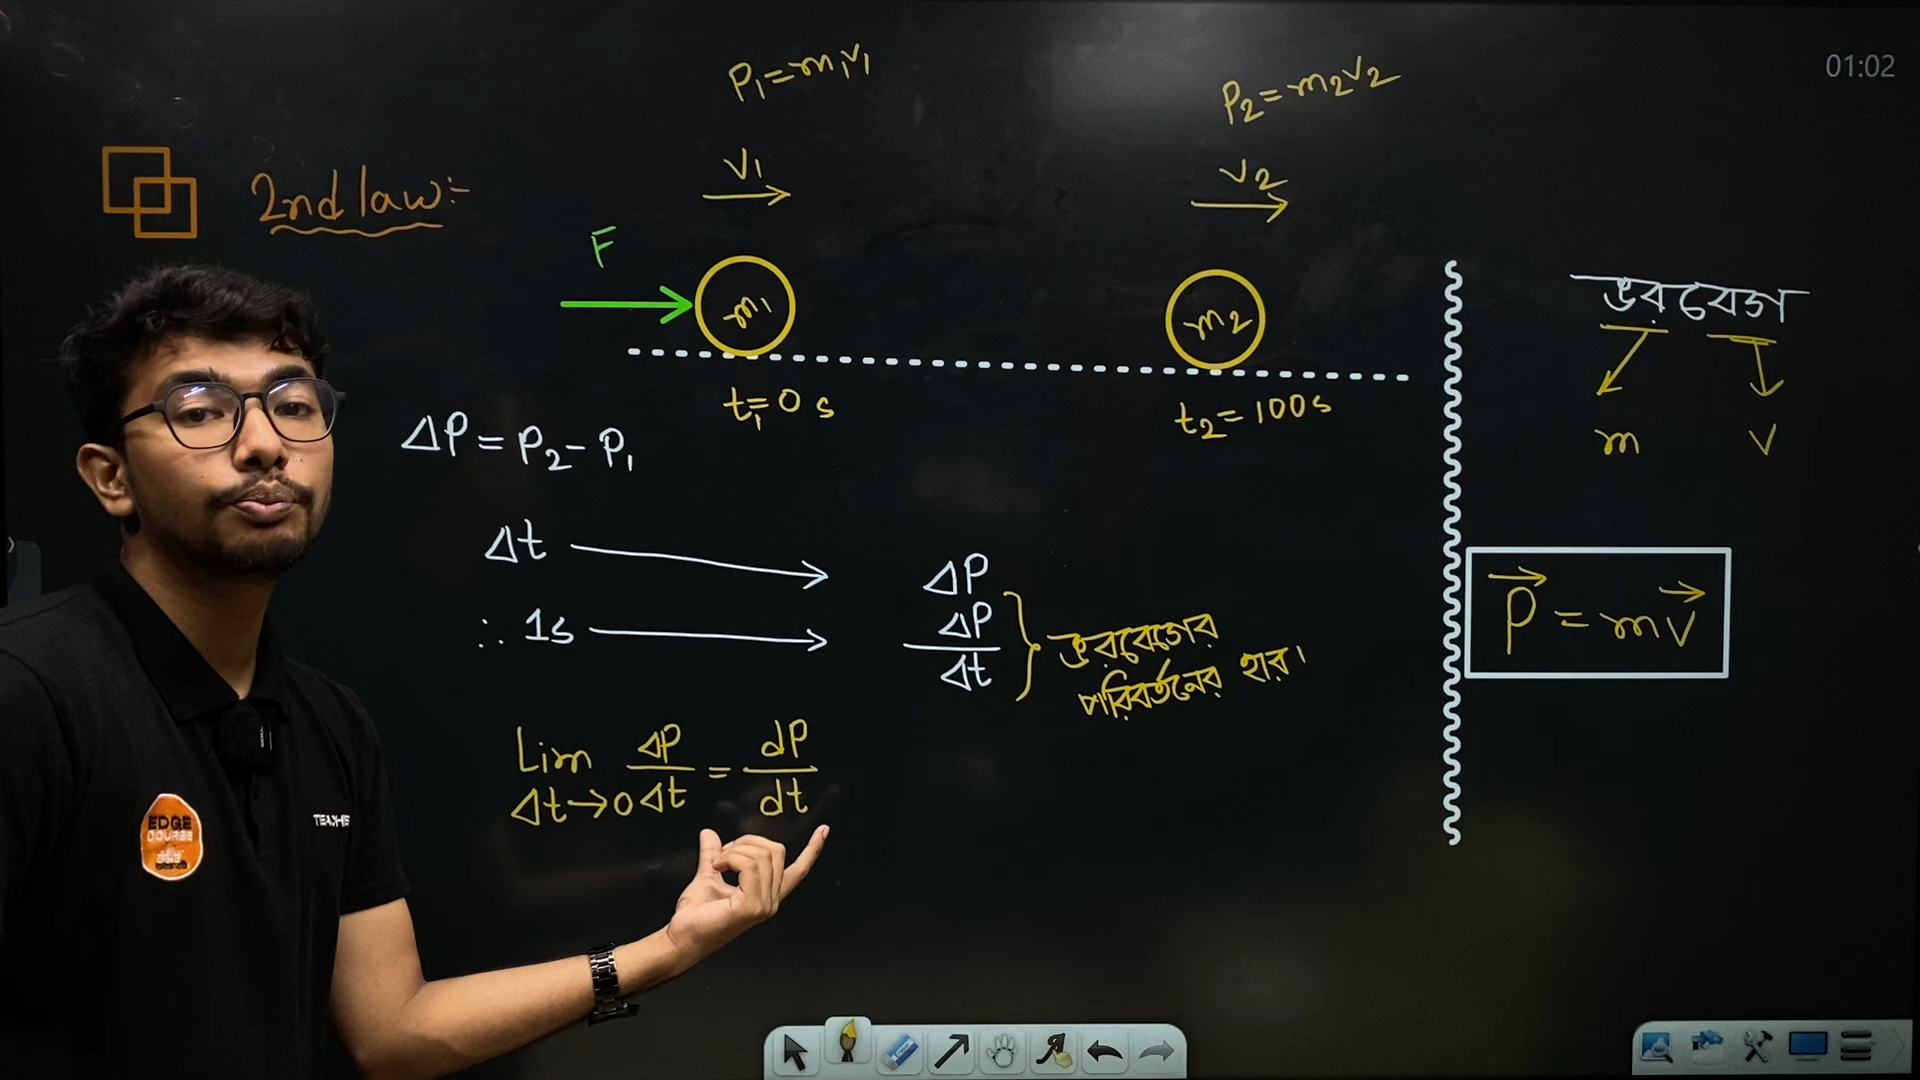 01:02
P₁=m₁v₁
P₂=m₂v₂
2nd law:-
V₁
V₂
F
m₁
m₂
t₁=0 s
t₂=100s
ভরবেগ
m
V
ΔP=P₂-P₁
Δt → ΔP
∴ 1s → ΔP/Δt
ভরবেগের
পরিবর্তনের হার।
P⃗ = mv⃗
Lim Δt→0 ΔP/Δt = dP/dt
EDGE
COURSE
TEACHER